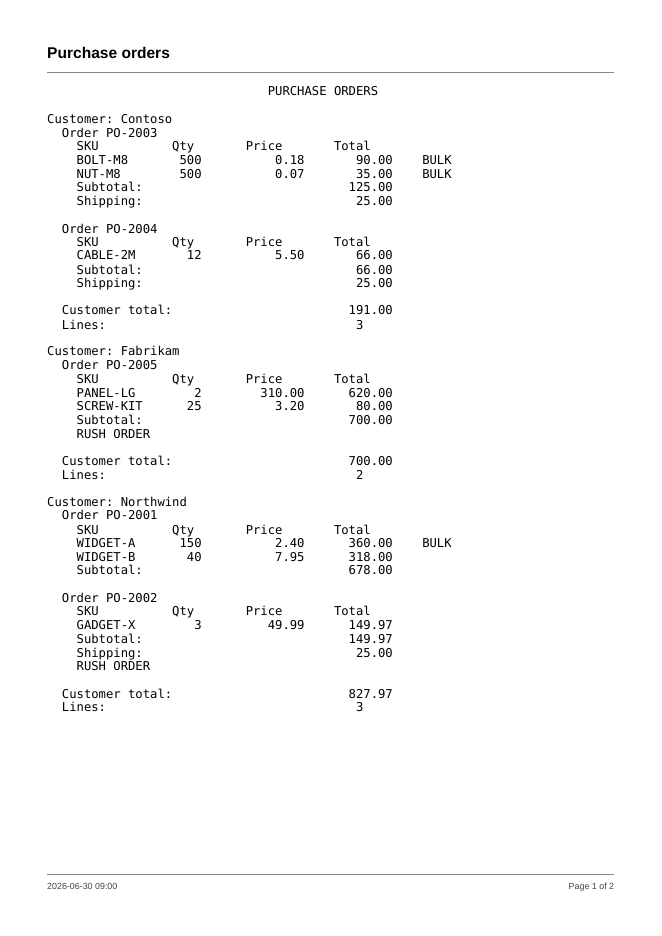 Purchase orders
PURCHASE ORDERS
Customer: Contoso
Order PO-2003
SKU Qty Price Total
BOLT-M8 500 0.18 90.00 BULK
NUT-M8 500 0.07 35.00 BULK
Subtotal: 125.00
Shipping: 25.00
Order PO-2004
SKU Qty Price Total
CABLE-2M 12 5.50 66.00
Subtotal: 66.00
Shipping: 25.00
Customer total: 191.00
Lines: 3
Customer: Fabrikam
Order PO-2005
SKU Qty Price Total
PANEL-LG 2 310.00 620.00
SCREW-KIT 25 3.20 80.00
Subtotal: 700.00
RUSH ORDER
Customer total: 700.00
Lines: 2
Customer: Northwind
Order PO-2001
SKU Qty Price Total
WIDGET-A 150 2.40 360.00 BULK
WIDGET-B 40 7.95 318.00
Subtotal: 678.00
Order PO-2002
SKU Qty Price Total
GADGET-X 3 49.99 149.97
Subtotal: 149.97
Shipping: 25.00
RUSH ORDER
Customer total: 827.97
Lines: 3
2026-06-30 09:00 Page 1 of 2